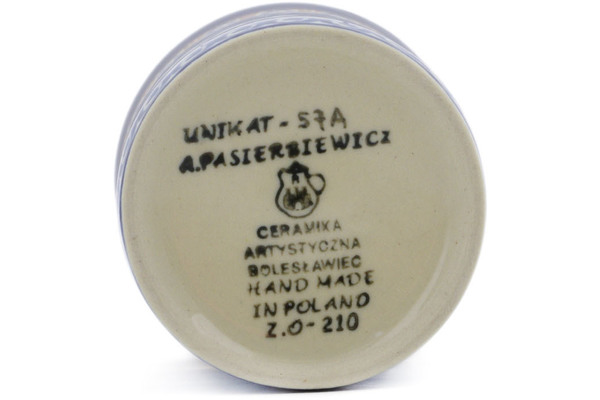 UNIKAT - 57A
A.PASIERBIEWICZ
CERAMIKA
ARTYSTYCZNA
BOLESŁAWIEC
HAND MADE
IN POLAND
Z.O-210